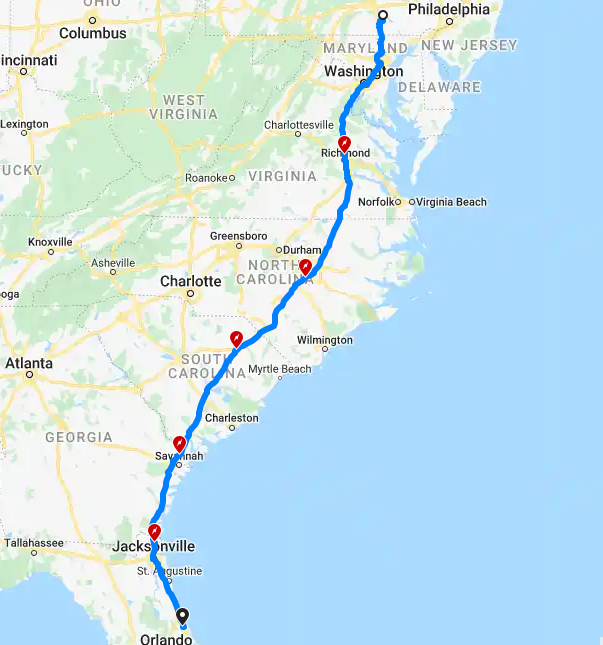 OHIO
Philadelphia
Columbus
MARYLAND
NEW JERSEY
incinnati
Washington
DELAWARE
WEST
VIRGINIA
Lexington
Charlottesville
Richmond
UCKY
Roanoke
VIRGINIA
Norfolk
Virginia Beach
Greensboro
Knoxville
Durham
Asheville
NORTH
CAROLINA
oga
Charlotte
Wilmington
Atlanta
SOUTH
CAROLINA
Myrtle Beach
Charleston
GEORGIA
Savannah
Tallahassee
Jacksonville
St. Augustine
Orlando